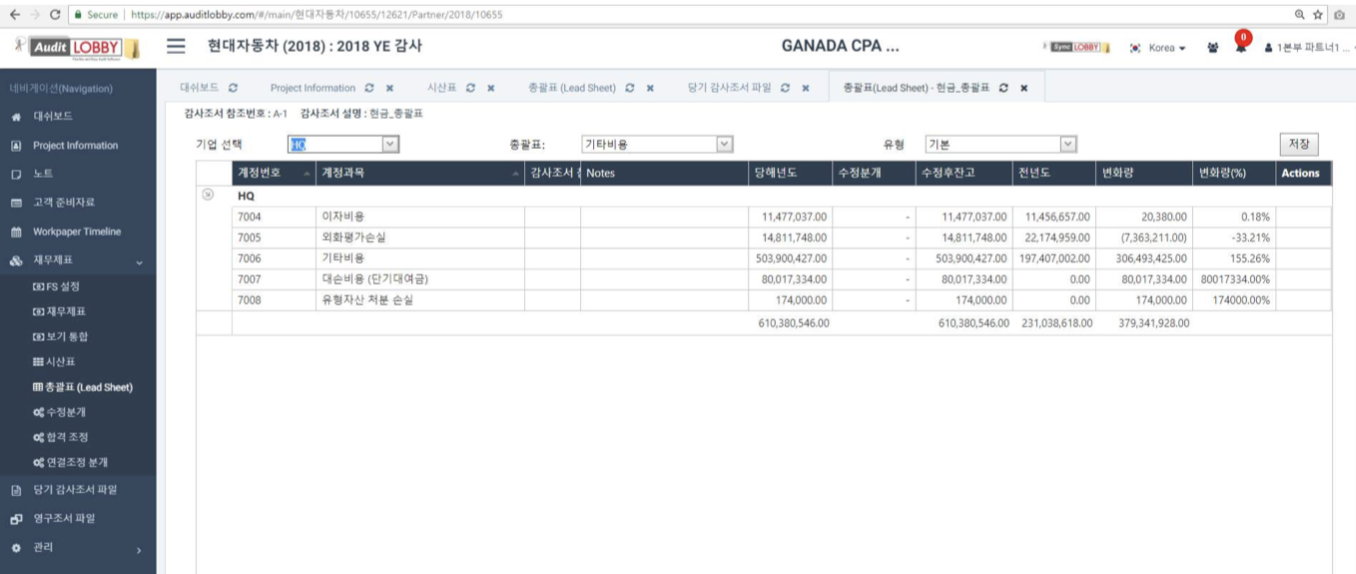 Secure | https://app.auditlobby.com/#/main/현대자동차/10655/12621/Partner/2018/10655
Audit LOBBY
현대자동차 (2018) : 2018 YE 감사
GANADA CPA ...
Sync LOBBY
Korea
0
1본부 파트너1 ...
네비게이션(Navigation)
대쉬보드
Project Information
노트
고객 준비자료
Workpaper Timeline
재무제표
FS 설정
재무제표
보기 통합
시산표
총괄표 (Lead Sheet)
수정분개
합격 조정
연결조정 분개
당기 감사조서 파일
영구조서 파일
관리
대쉬보드
Project Information
시산표
총괄표 (Lead Sheet)
당기 감사조서 파일
총괄표(Lead Sheet) - 현금_총괄표
감사조서 참조번호 : A-1 감사조서 설명 : 현금_총괄표
기업 선택 HQ 총괄표: 기타비용 유형 기본 저장
계정번호 계정과목 감사조서 Notes 당해년도 수정분개 수정후잔고 전년도 변화량 변화량(%) Actions
HQ
7004 이자비용 11,477,037.00 - 11,477,037.00 11,456,657.00 20,380.00 0.18%
7005 외화평가손실 14,811,748.00 - 14,811,748.00 22,174,959.00 (7,363,211.00) -33.21%
7006 기타비용 503,900,427.00 - 503,900,427.00 197,407,002.00 306,493,425.00 155.26%
7007 대손비용 (단기대여금) 80,017,334.00 - 80,017,334.00 0.00 80,017,334.00 80017334.00%
7008 유형자산 처분 손실 174,000.00 - 174,000.00 0.00 174,000.00 174000.00%
610,380,546.00 610,380,546.00 231,038,618.00 379,341,928.00